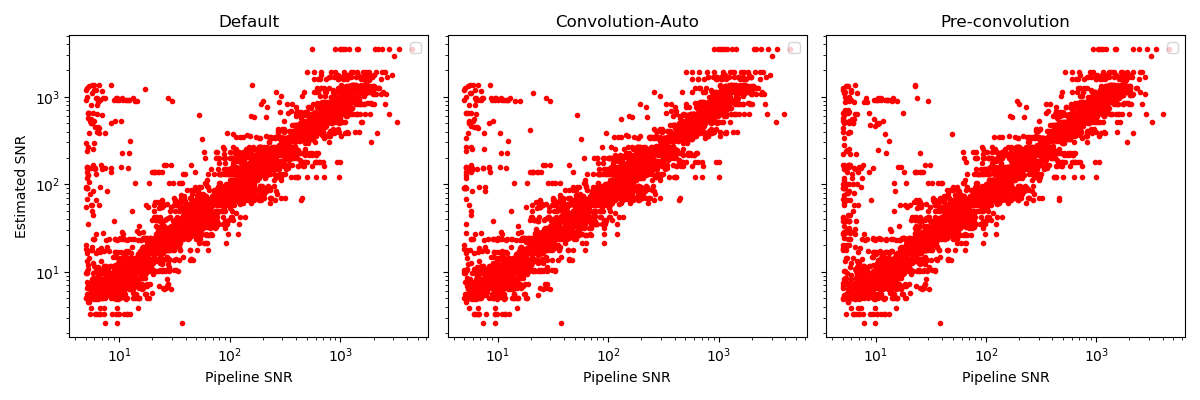 Default
Convolution-Auto
Pre-convolution
Estimated SNR
10³
10²
10¹
10¹ 10² 10³
10¹ 10² 10³
10¹ 10² 10³
Pipeline SNR
Pipeline SNR
Pipeline SNR